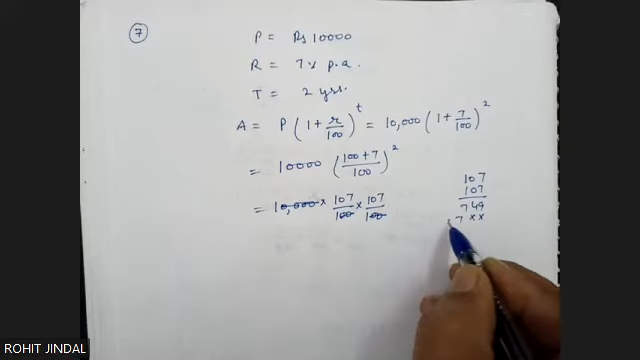 7
P = Rs 10000
R = 7% p.a.
T = 2 yrs.
A = P (1 + r/100)^t = 10,000 (1 + 7/100)^2
= 10000 (100+7/100)^2
= 10,000 × 107/100 × 107/100
107
107
749
7××
ROHIT JINDAL